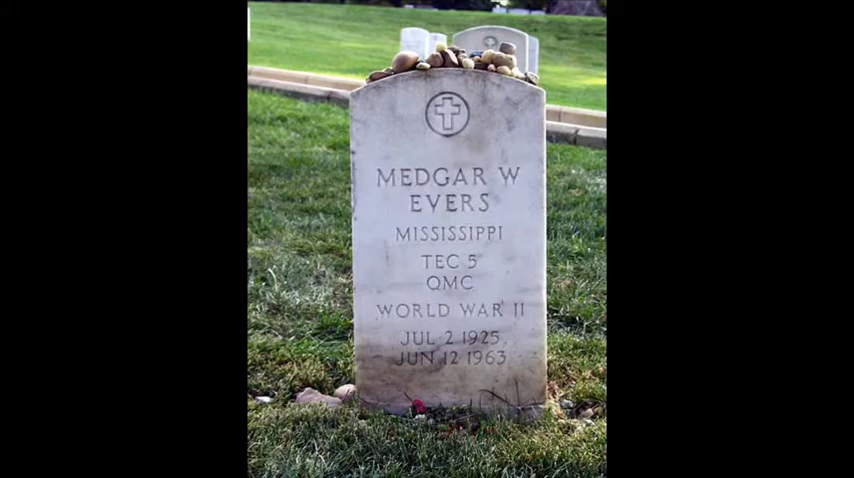 MEDGAR W
EVERS
MISSISSIPPI
TEC 5
QMC
WORLD WAR II
JUL 2 1925
JUN 12 1963